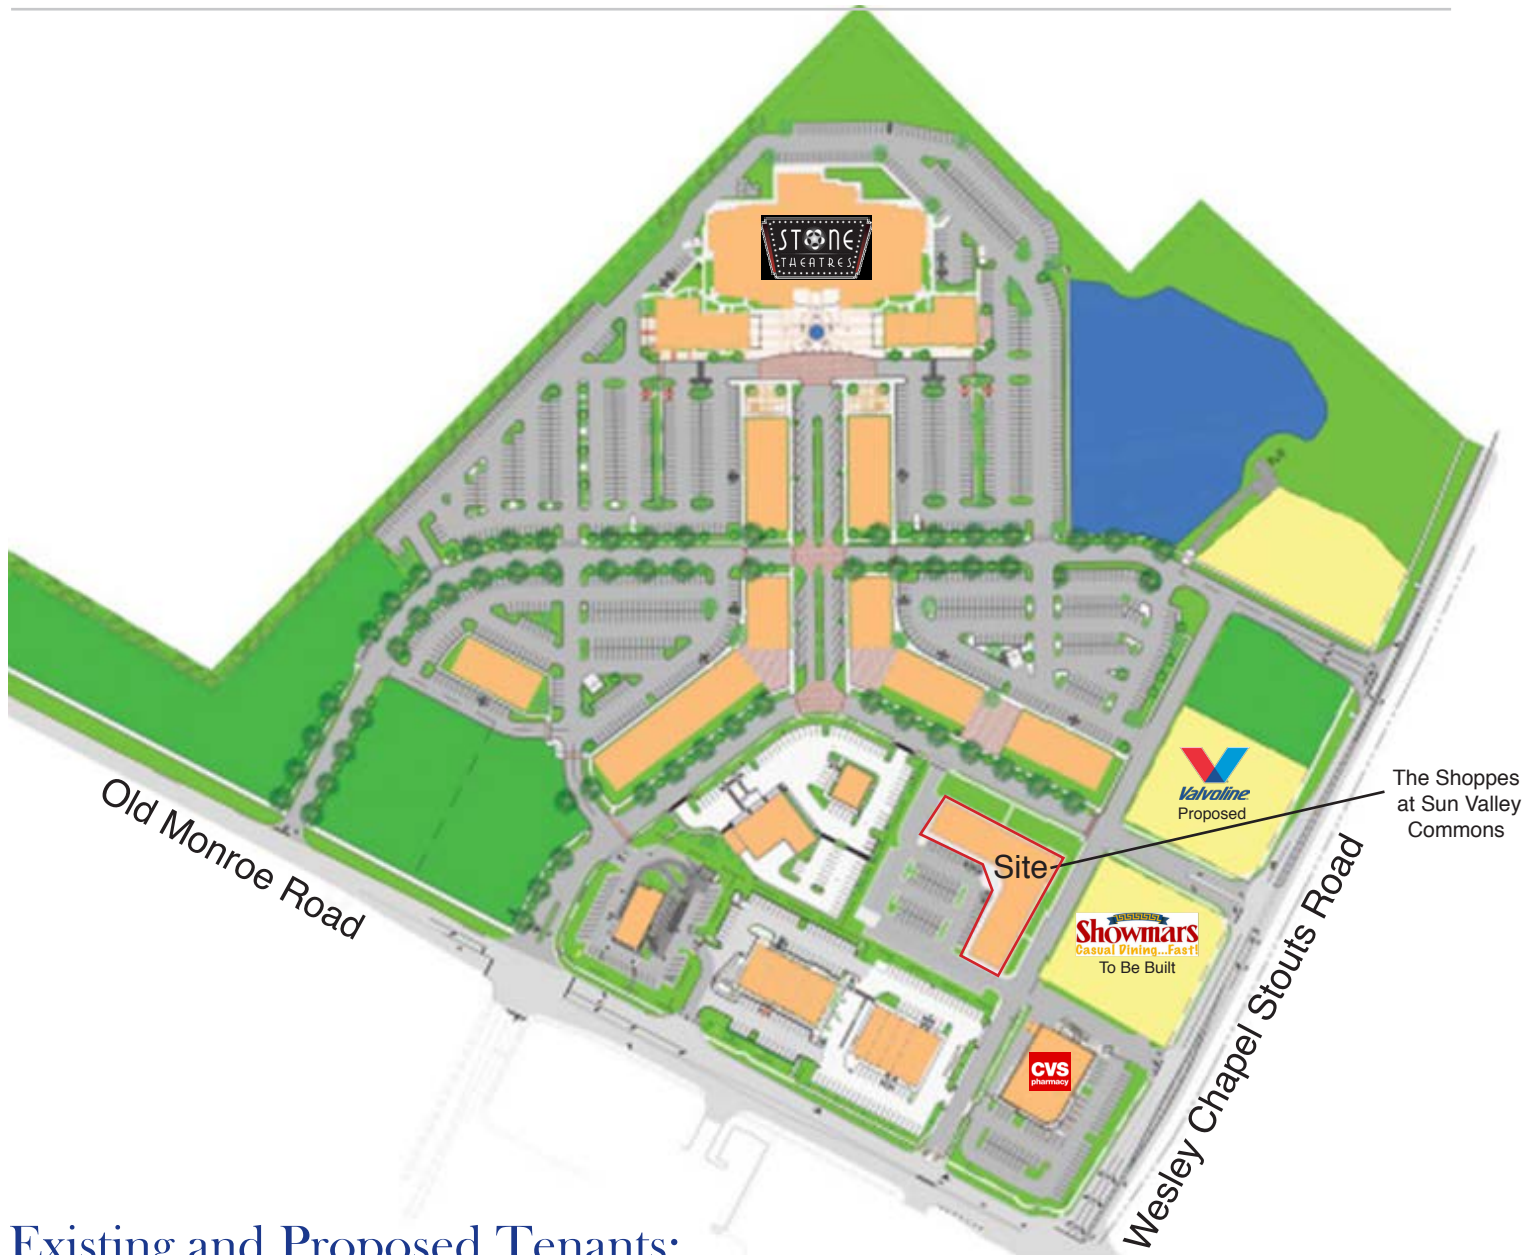 STONE
THEATRES
Valvoline
Proposed
The Shoppes
at Sun Valley
Commons
Site
Old Monroe Road
Showmars
Casual Dining...Fast!
To Be Built
CVS
pharmacy
Wesley Chapel Stouts Road
Existing and Proposed Tenants: